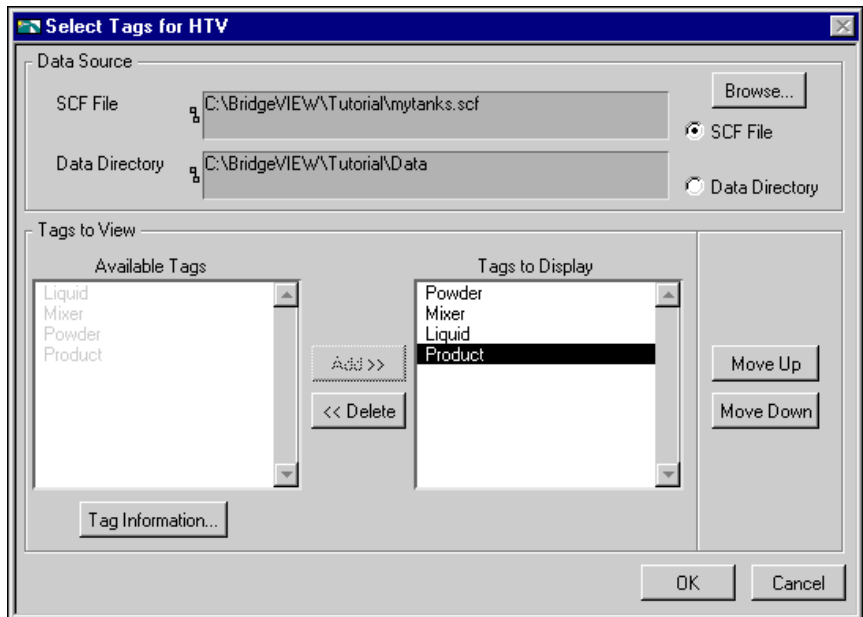 Select Tags for HTV
Data Source
SCF File
C:\BridgeVIEW\Tutorial\mytanks.scf
Browse...
SCF File
Data Directory
C:\BridgeVIEW\Tutorial\Data
Data Directory
Tags to View
Available Tags
Liquid
Mixer
Powder
Product
Add >>
<< Delete
Tags to Display
Powder
Mixer
Liquid
Product
Move Up
Move Down
Tag Information...
OK
Cancel